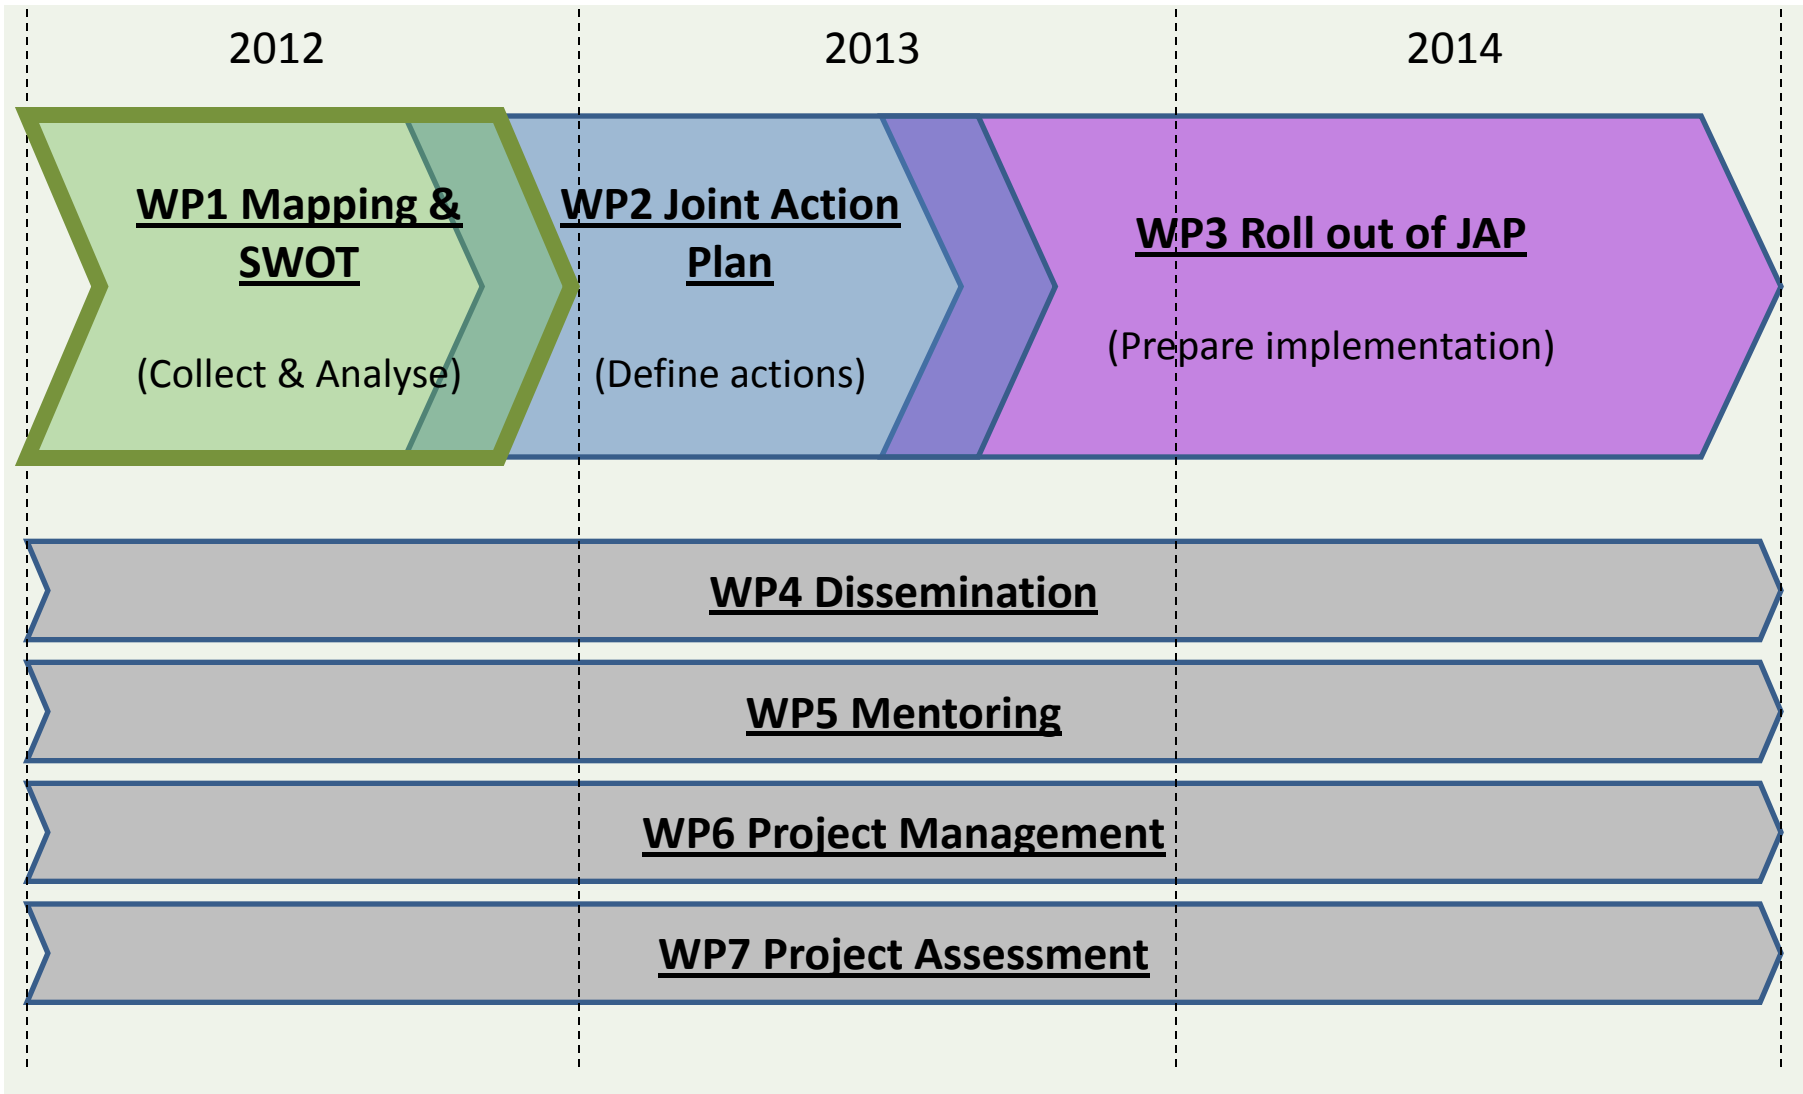 2012
2013
2014
WP1 Mapping &
SWOT
(Collect & Analyse)
WP2 Joint Action
Plan
(Define actions)
WP3 Roll out of JAP
(Prepare implementation)
WP4 Dissemination
WP5 Mentoring
WP6 Project Management
WP7 Project Assessment